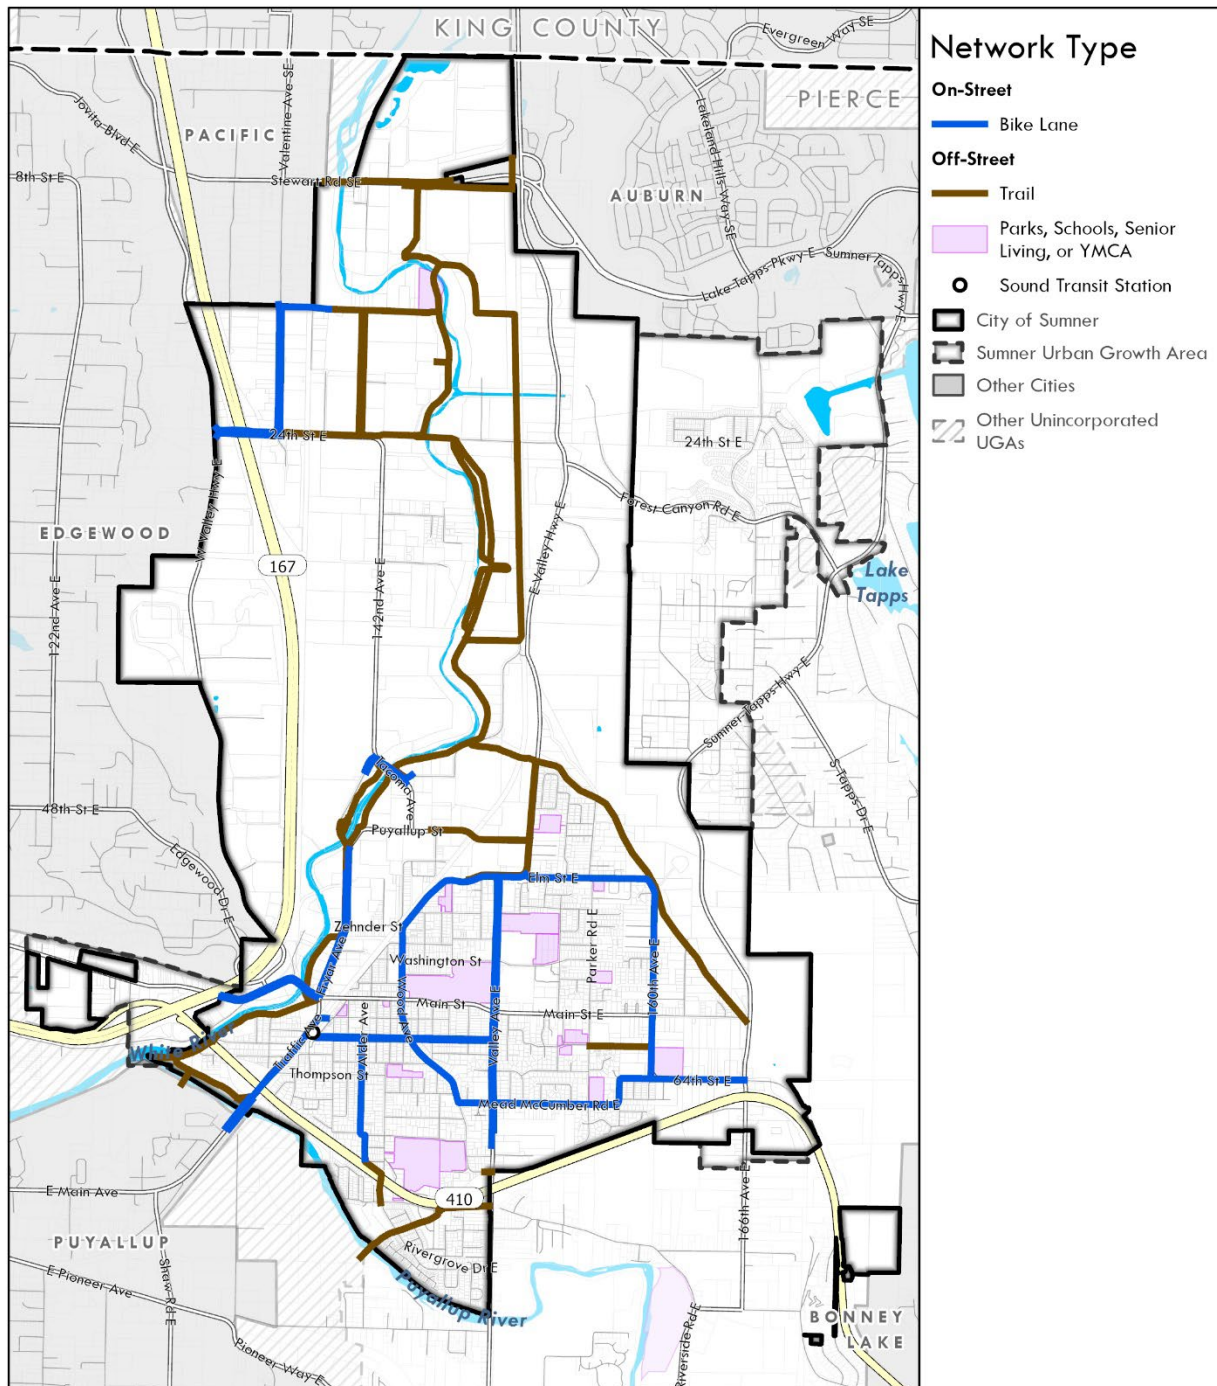 KING COUNTY
Evergreen Way SE
PIERCE
Jovita Blvd E
PACIFIC
Valentine Ave SE
Lakeland Hills Way SE
8th St E
Stewart Rd SE
AUBURN
Lake Tapps Pkwy E
Sumner Tapps Hwy E
24th St E
24th St E
W Valley Hwy E
Forest Canyon Rd E
EDGEWOOD
E Valley Hwy E
167
Lake
Tapps
122nd Ave E
142nd Ave E
Sumner Tapps Hwy E
S Tapps Dr E
Tacoma Ave
48th St E
Puyallup St
Edgewood Dr E
Elm St E
Zehnder St
Parker Rd E
Fryar Ave
Washington St
160th Ave E
Wood Ave
Main St
Main St E
Valley Ave E
White River
Traffic Ave
Alder Ave
Thompson St
64th St E
Mead McCumber Rd E
E Main Ave
410
166th Ave E
PUYALLUP
Rivergrove Dr E
E Pioneer Ave
Shaw Rd E
Puyallup River
Riverside Rd E
BONNEY
LAKE
Pioneer Way E
Network Type
On-Street
Bike Lane
Off-Street
Trail
Parks, Schools, Senior
Living, or YMCA
Sound Transit Station
City of Sumner
Sumner Urban Growth Area
Other Cities
Other Unincorporated
UGAs